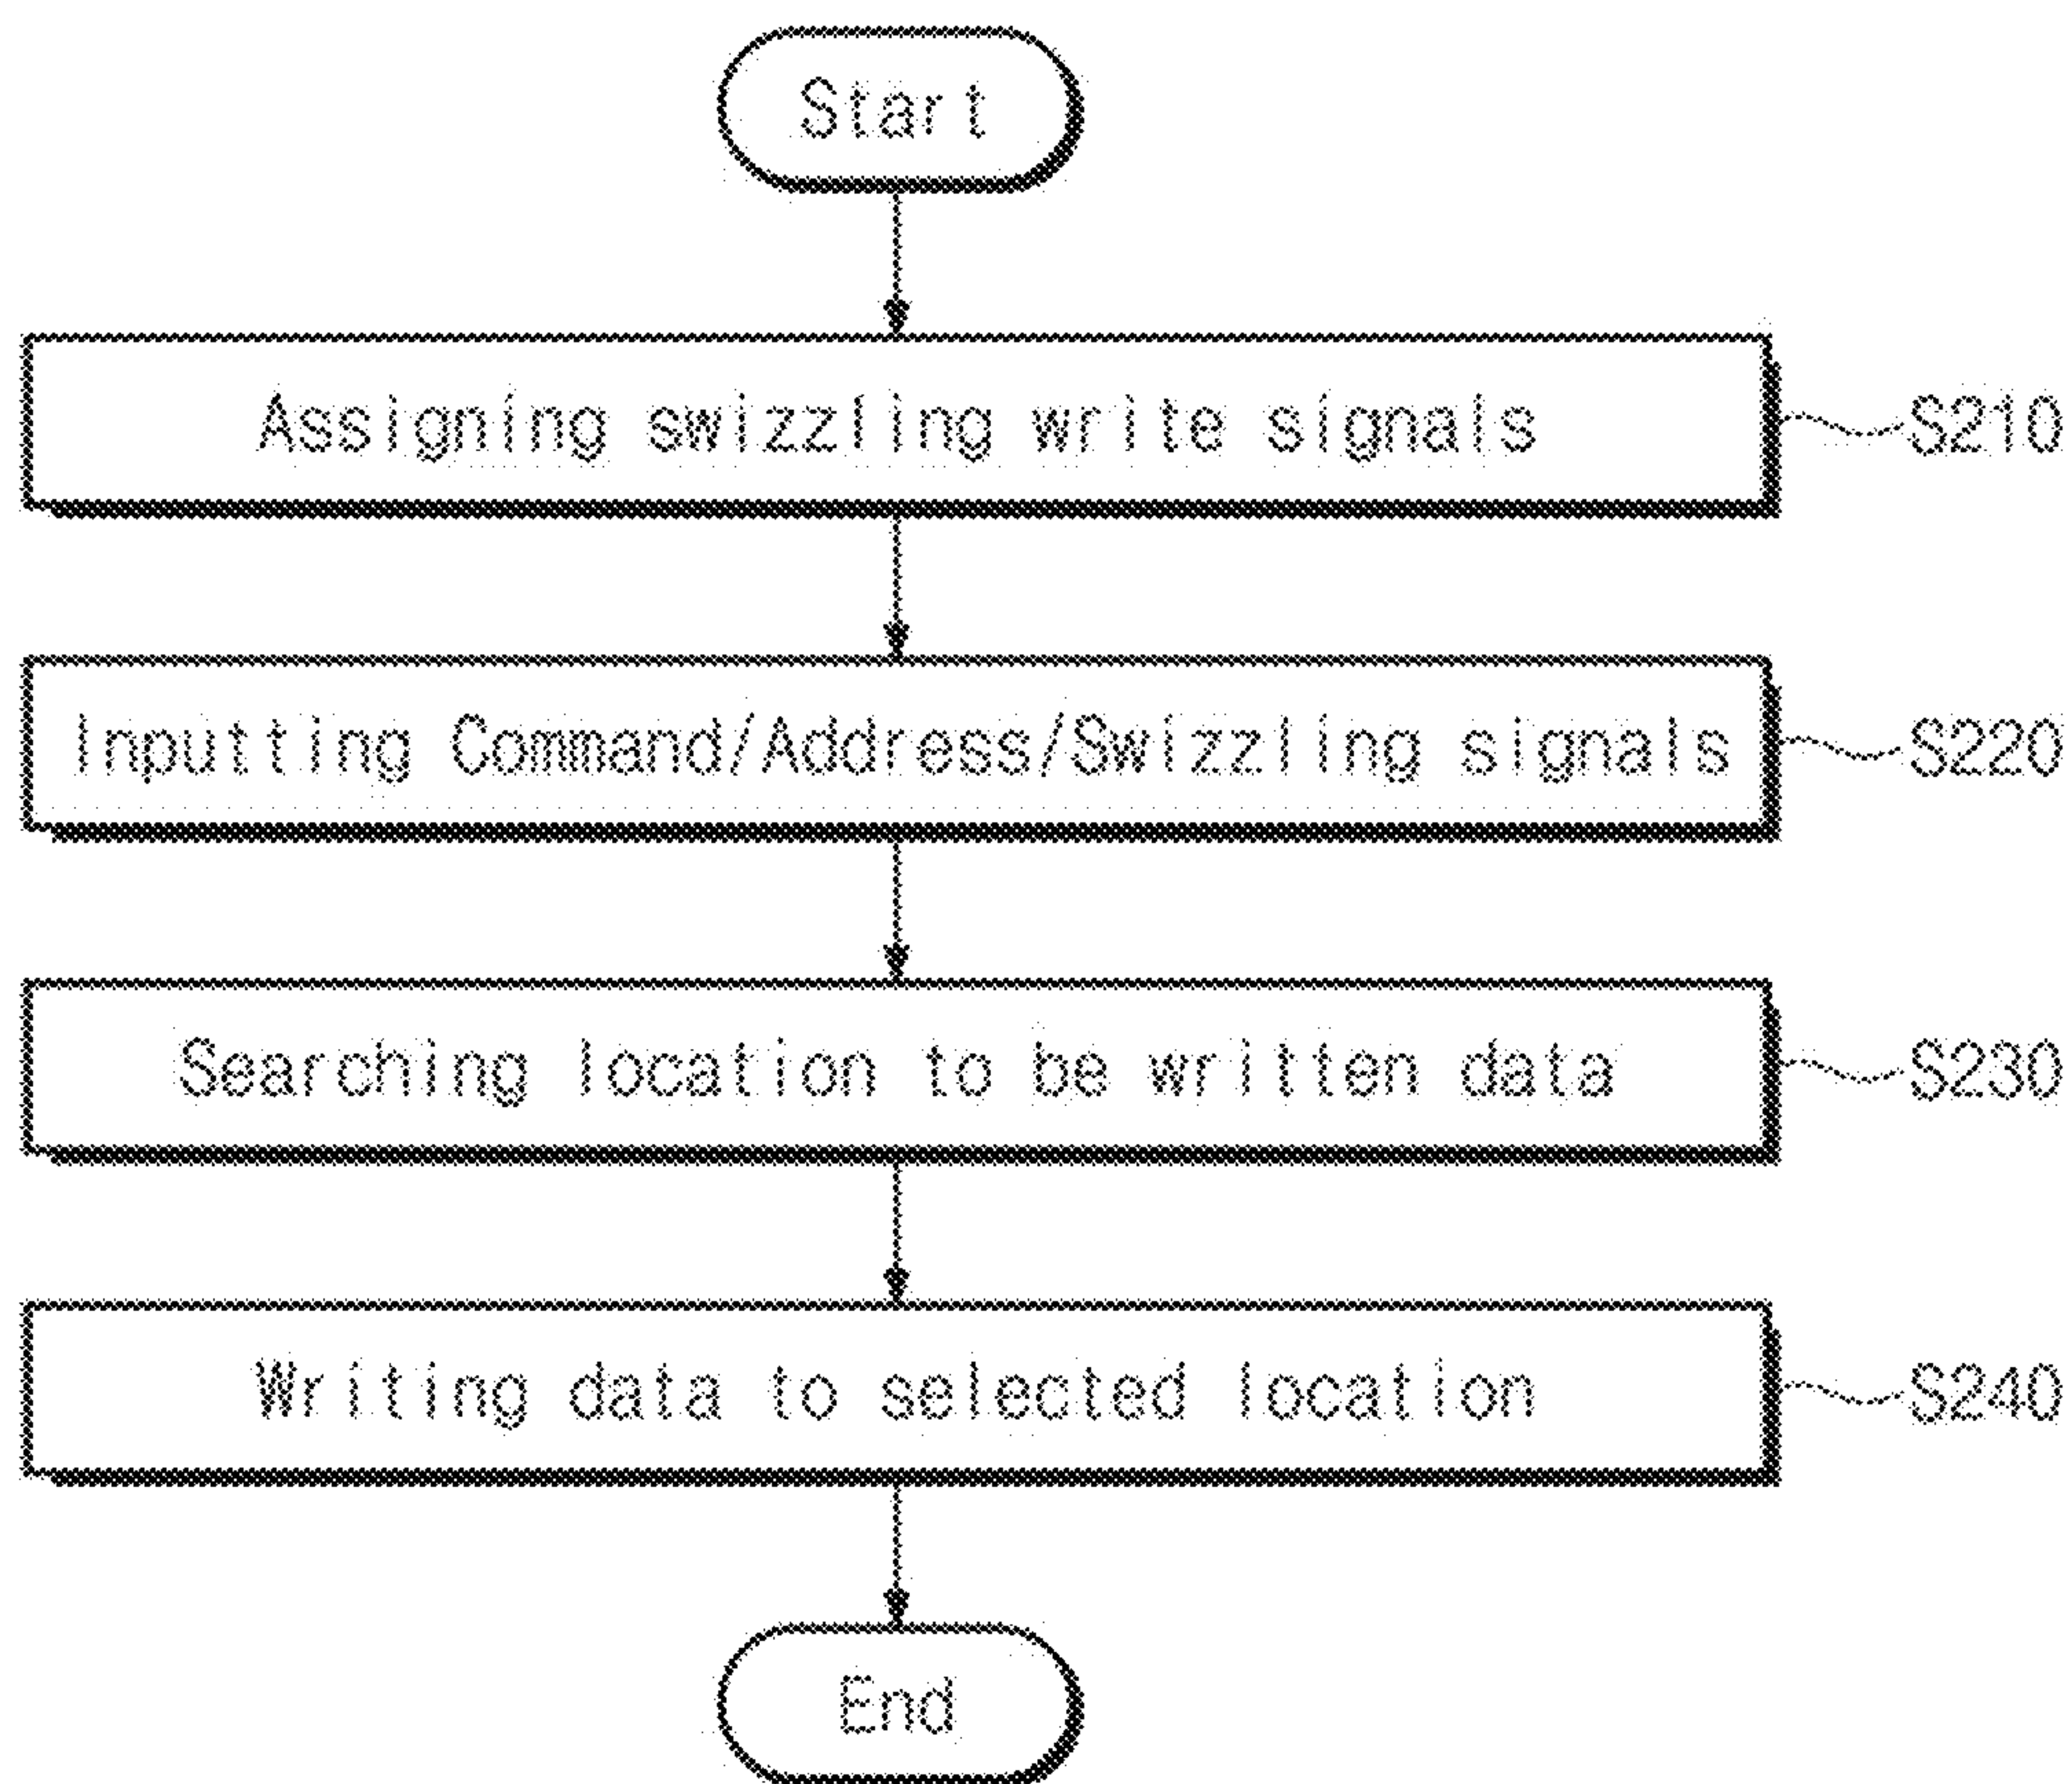 Start
Assigning swizzling write signals
S210
Inputting Command/Address/Swizzling signals
S220
Searching location to be written data
S230
Writing data to selected location
S240
End